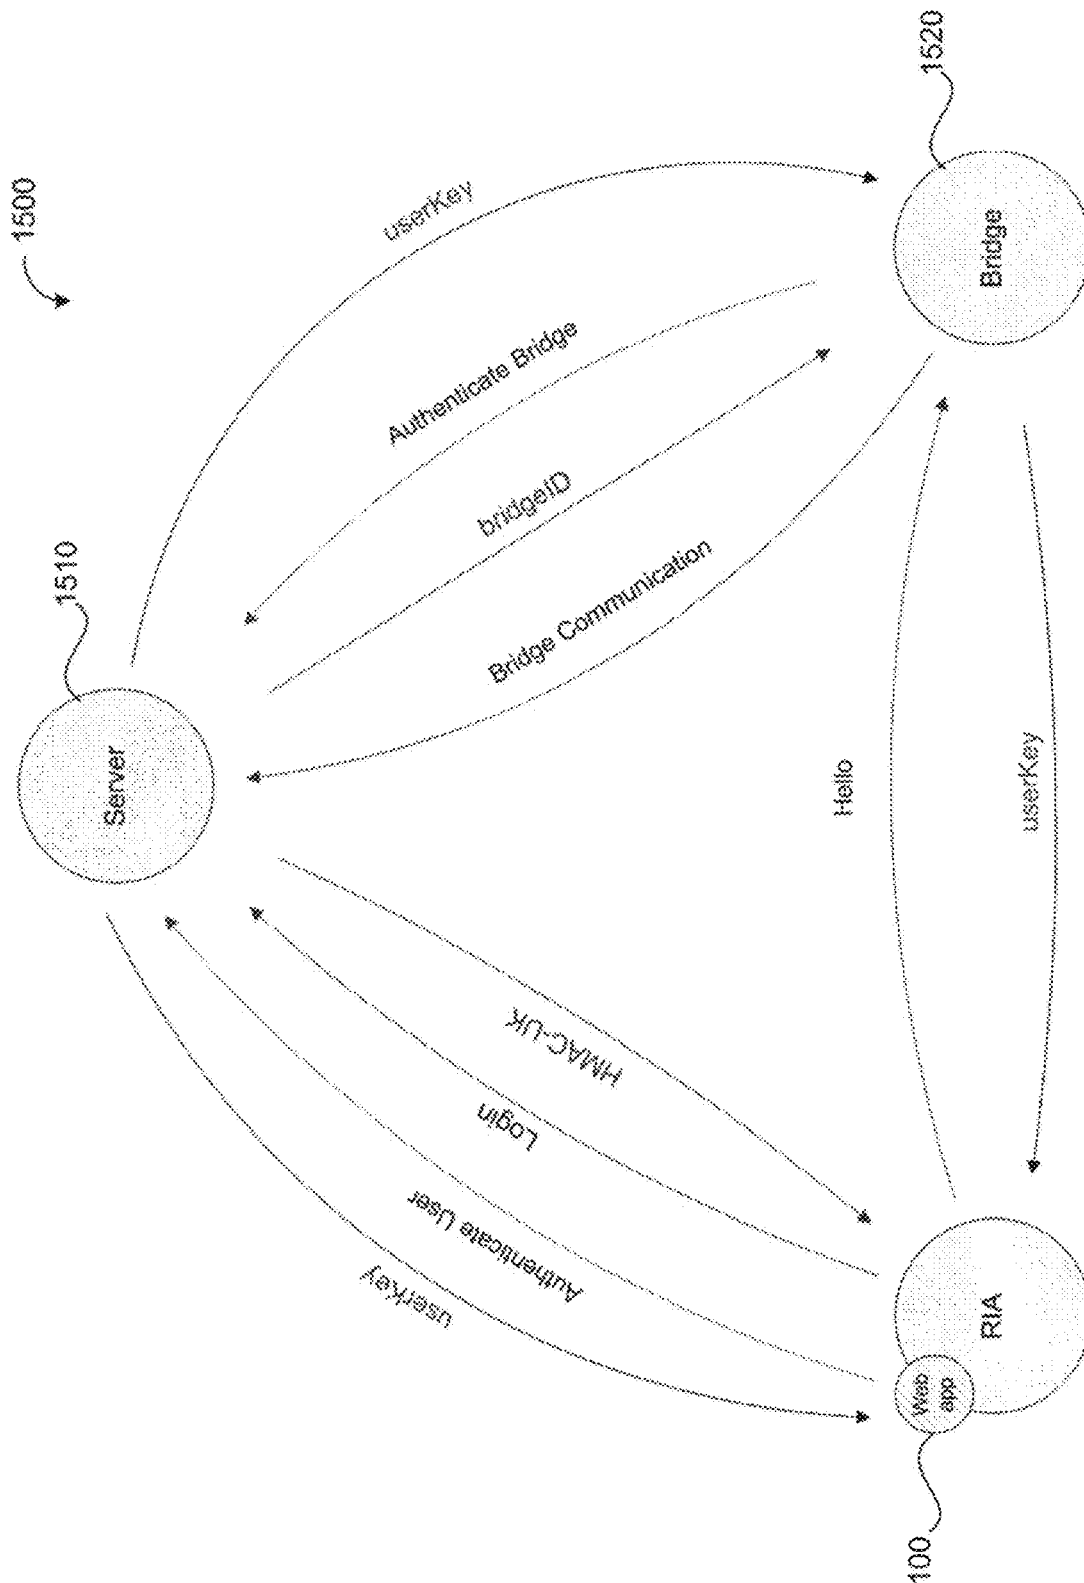 1500
Server
1510
userKey
Authenticate Bridge
bridgeID
Bridge Communication
userKey
Authenticate User
Login
HMAC-UK
Hello
userKey
Web
app
RIA
100
Bridge
1520